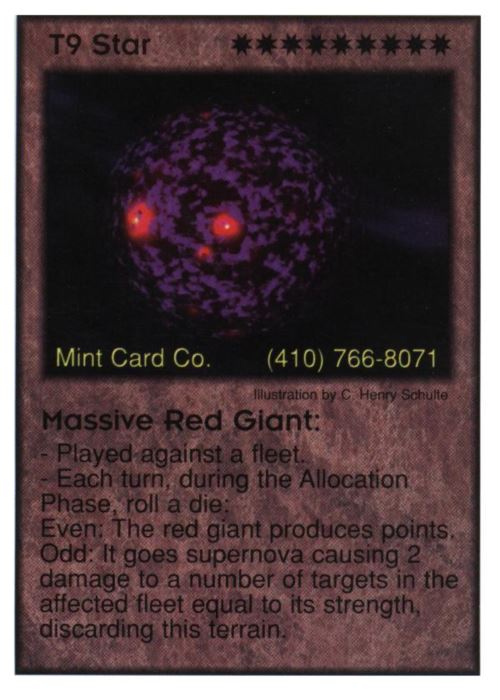 T9 Star
Mint Card Co. (410) 766-8071
Illustration by C. Henry Schulte
Massive Red Giant:
- Played against a fleet.
- Each turn, during the Allocation
Phase, roll a die:
Even: The red giant produces points.
Odd: It goes supernova causing 2
damage to a number of targets in the
affected fleet equal to its strength,
discarding this terrain.